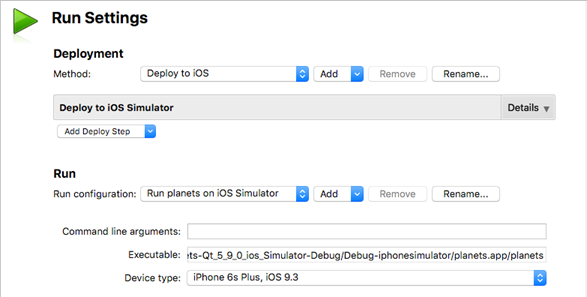 Run Settings
Deployment
Method: Deploy to iOS Add Remove Rename...
Deploy to iOS Simulator Details
Add Deploy Step
Run
Run configuration: Run planets on iOS Simulator Add Remove Rename...
Command line arguments:
Executable: ets-Qt_5_9_0_ios_Simulator-Debug/Debug-iphonesimulator/planets.app/planets
Device type: iPhone 6s Plus, iOS 9.3